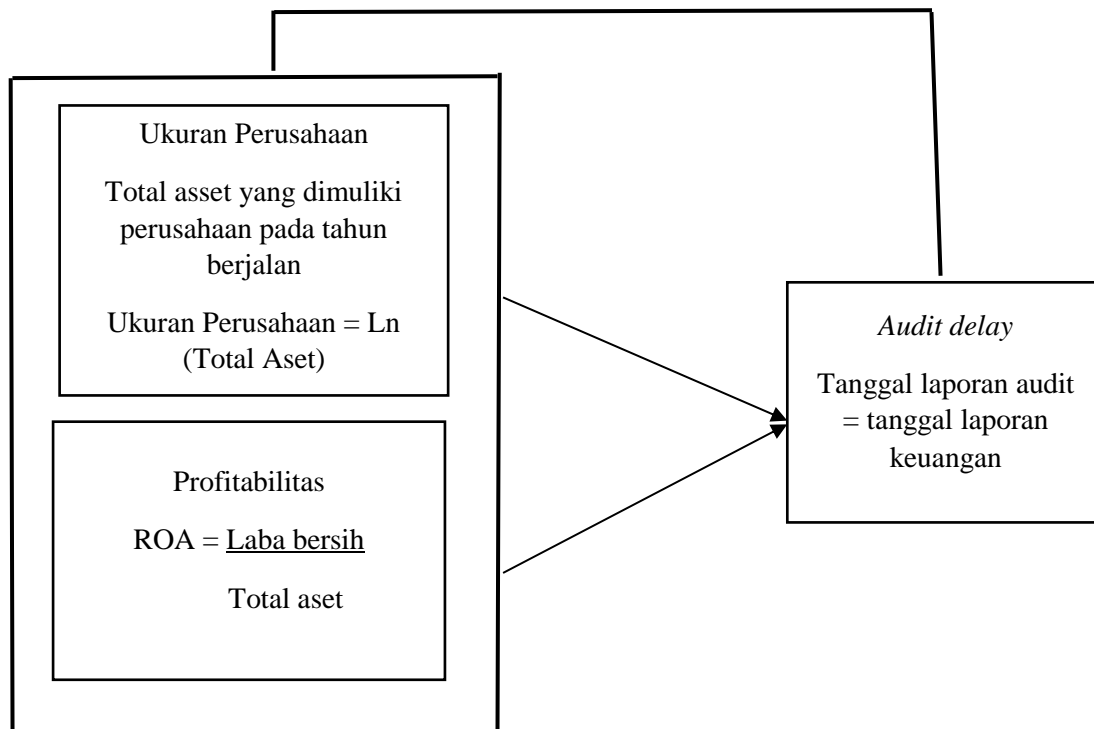 Ukuran Perusahaan
Total asset yang dimuliki
perusahaan pada tahun
berjalan
Ukuran Perusahaan = Ln
(Total Aset)
Profitabilitas
ROA = Laba bersih
Total aset
Audit delay
Tanggal laporan audit
= tanggal laporan
keuangan